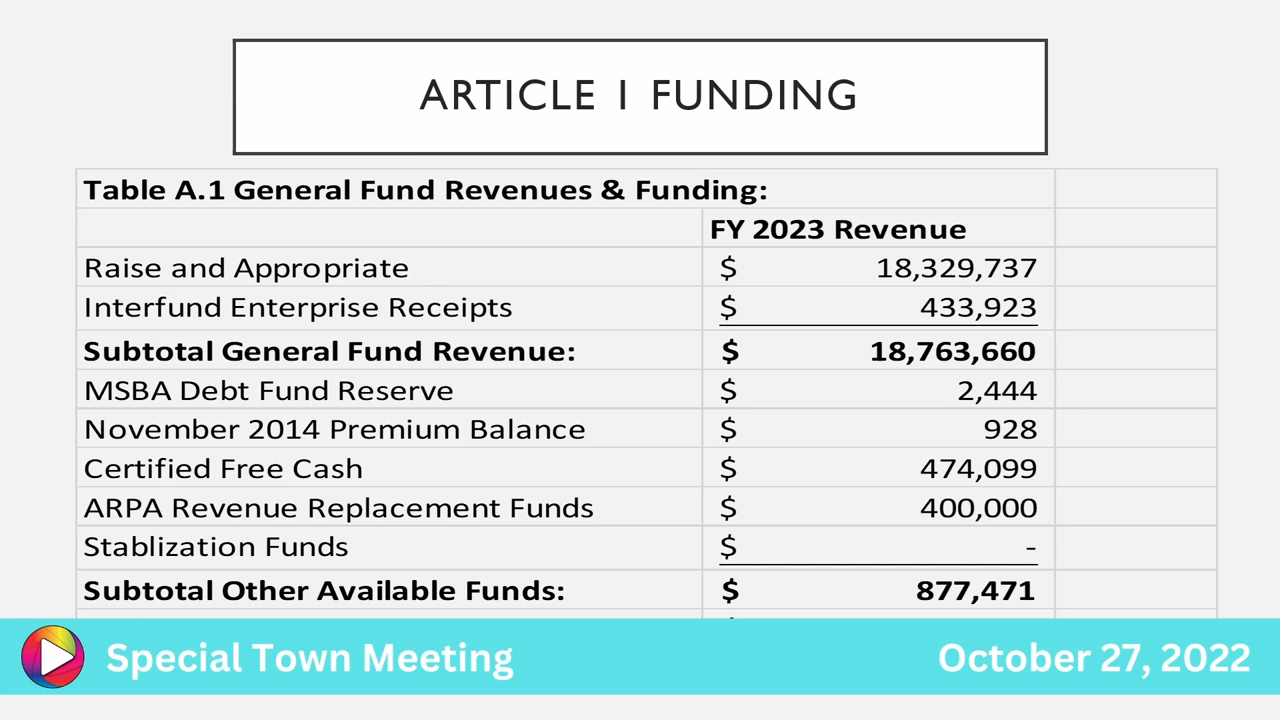 ARTICLE 1 FUNDING
Table A.1 General Fund Revenues & Funding:
FY 2023 Revenue
Raise and Appropriate $ 18,329,737
Interfund Enterprise Receipts $ 433,923
Subtotal General Fund Revenue: $ 18,763,660
MSBA Debt Fund Reserve $ 2,444
November 2014 Premium Balance $ 928
Certified Free Cash $ 474,099
ARPA Revenue Replacement Funds $ 400,000
Stablization Funds $ -
Subtotal Other Available Funds: $ 877,471
Special Town Meeting October 27, 2022